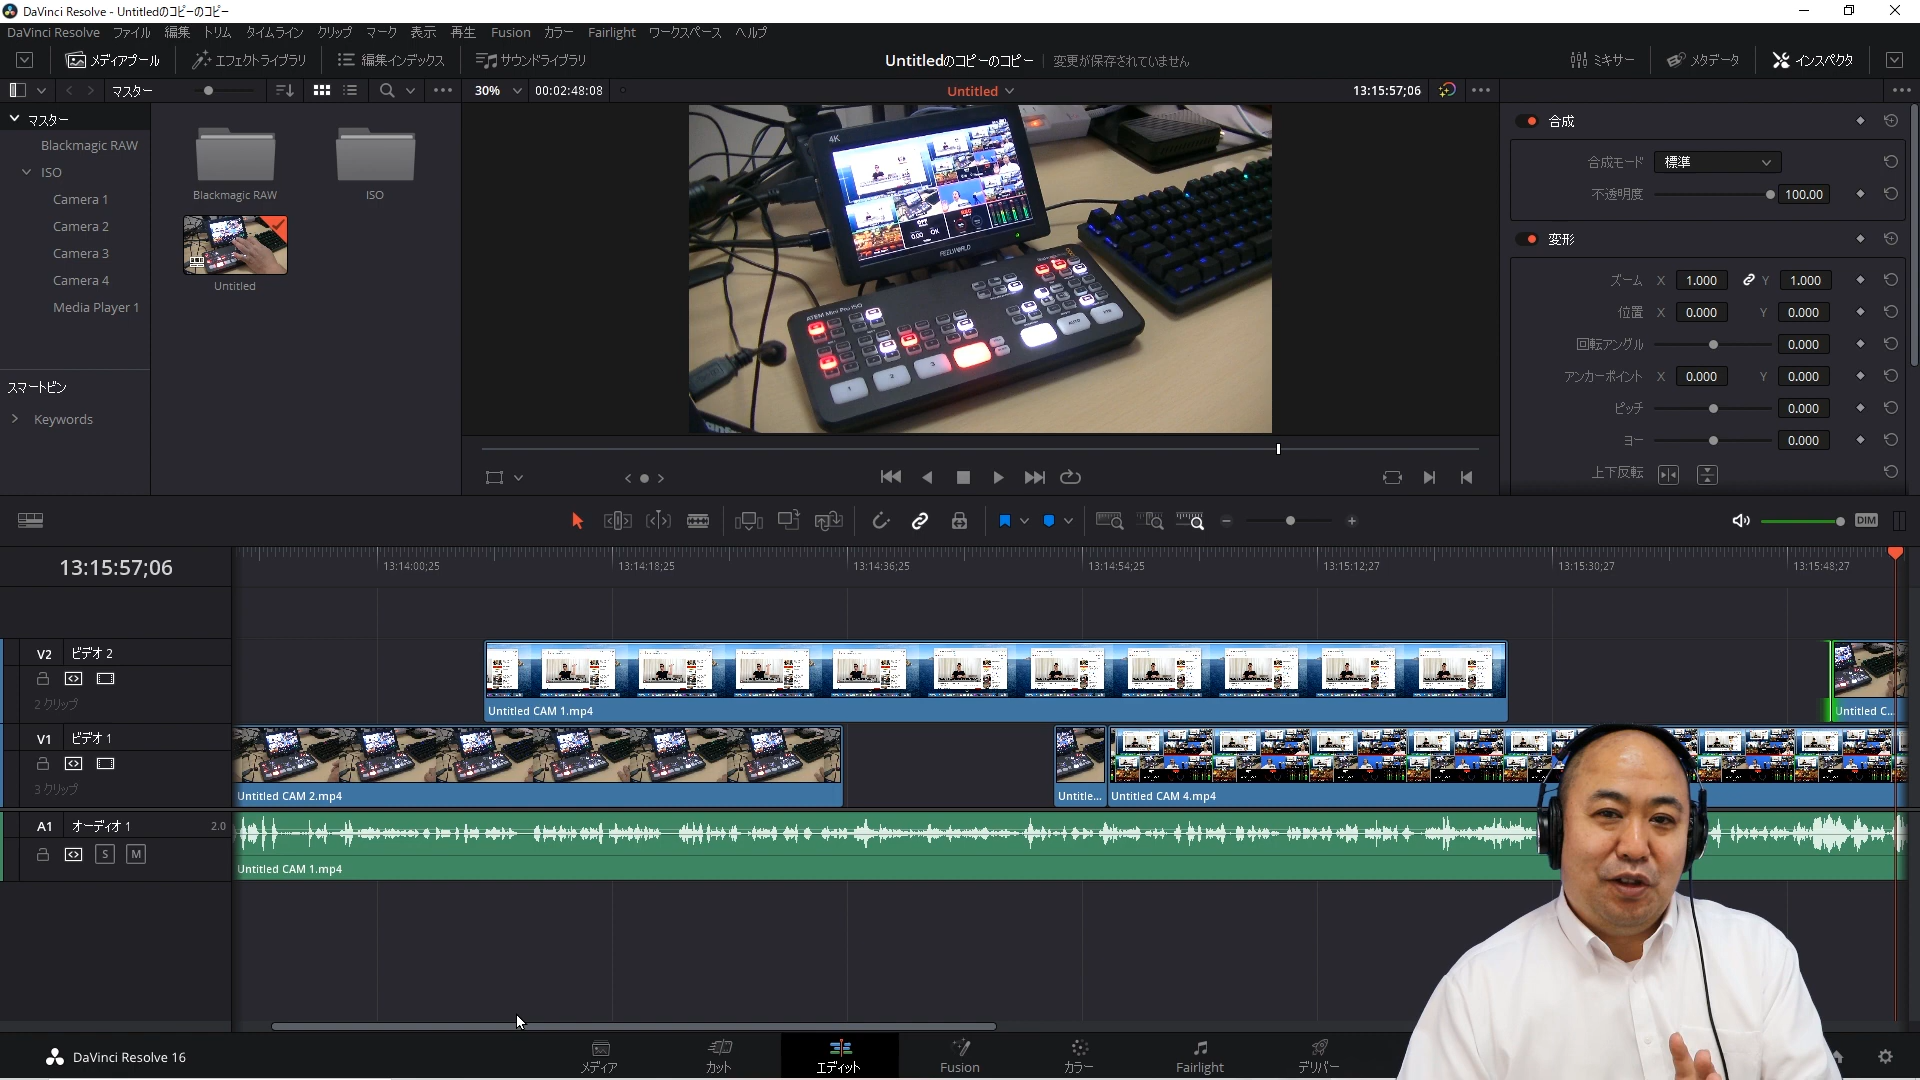 DaVinci Resolve - Untitledのコピーのコピー
DaVinci Resolve ファイル 編集 トリム タイムライン クリップ マーク 表示 再生 Fusion カラー Fairlight ワークスペース ヘルプ
メディアプール エフェクトライブラリ 編集インデックス サウンドライブラリ
Untitledのコピーのコピー 変更が保存されていません
ミキサー メタデータ インスペクタ
マスター
30% 00:02:48:08
Untitled
13:15:57;06
マスター
Blackmagic RAW
ISO
Camera 1
Camera 2
Camera 3
Camera 4
Media Player 1
スマートビン
Keywords
Blackmagic RAW
ISO
Untitled
4K
FEELWORLD
ATEM Mini Pro ISO
1 2 3
合成
合成モード 標準
不透明度 100.00
変形
ズーム X 1.000 Y 1.000
位置 X 0.000 Y 0.000
回転アングル 0.000
アンカーポイント X 0.000 Y 0.000
ピッチ 0.000
ヨー 0.000
上下反転
DIM
13:15:57;06
13:14:00;25 13:14:18;25 13:14:36;25 13:14:54;25 13:15:12;27 13:15:30;27 13:15:48;27
V2 ビデオ 2
2 クリップ
Untitled CAM 1.mp4
Untitled C...
V1 ビデオ 1
3 クリップ
Untitled CAM 2.mp4
Untitle...
Untitled CAM 4.mp4
A1 オーディオ 1 2.0
S M
Untitled CAM 1.mp4
DaVinci Resolve 16
メディア カット エディット Fusion カラー Fairlight デリバー